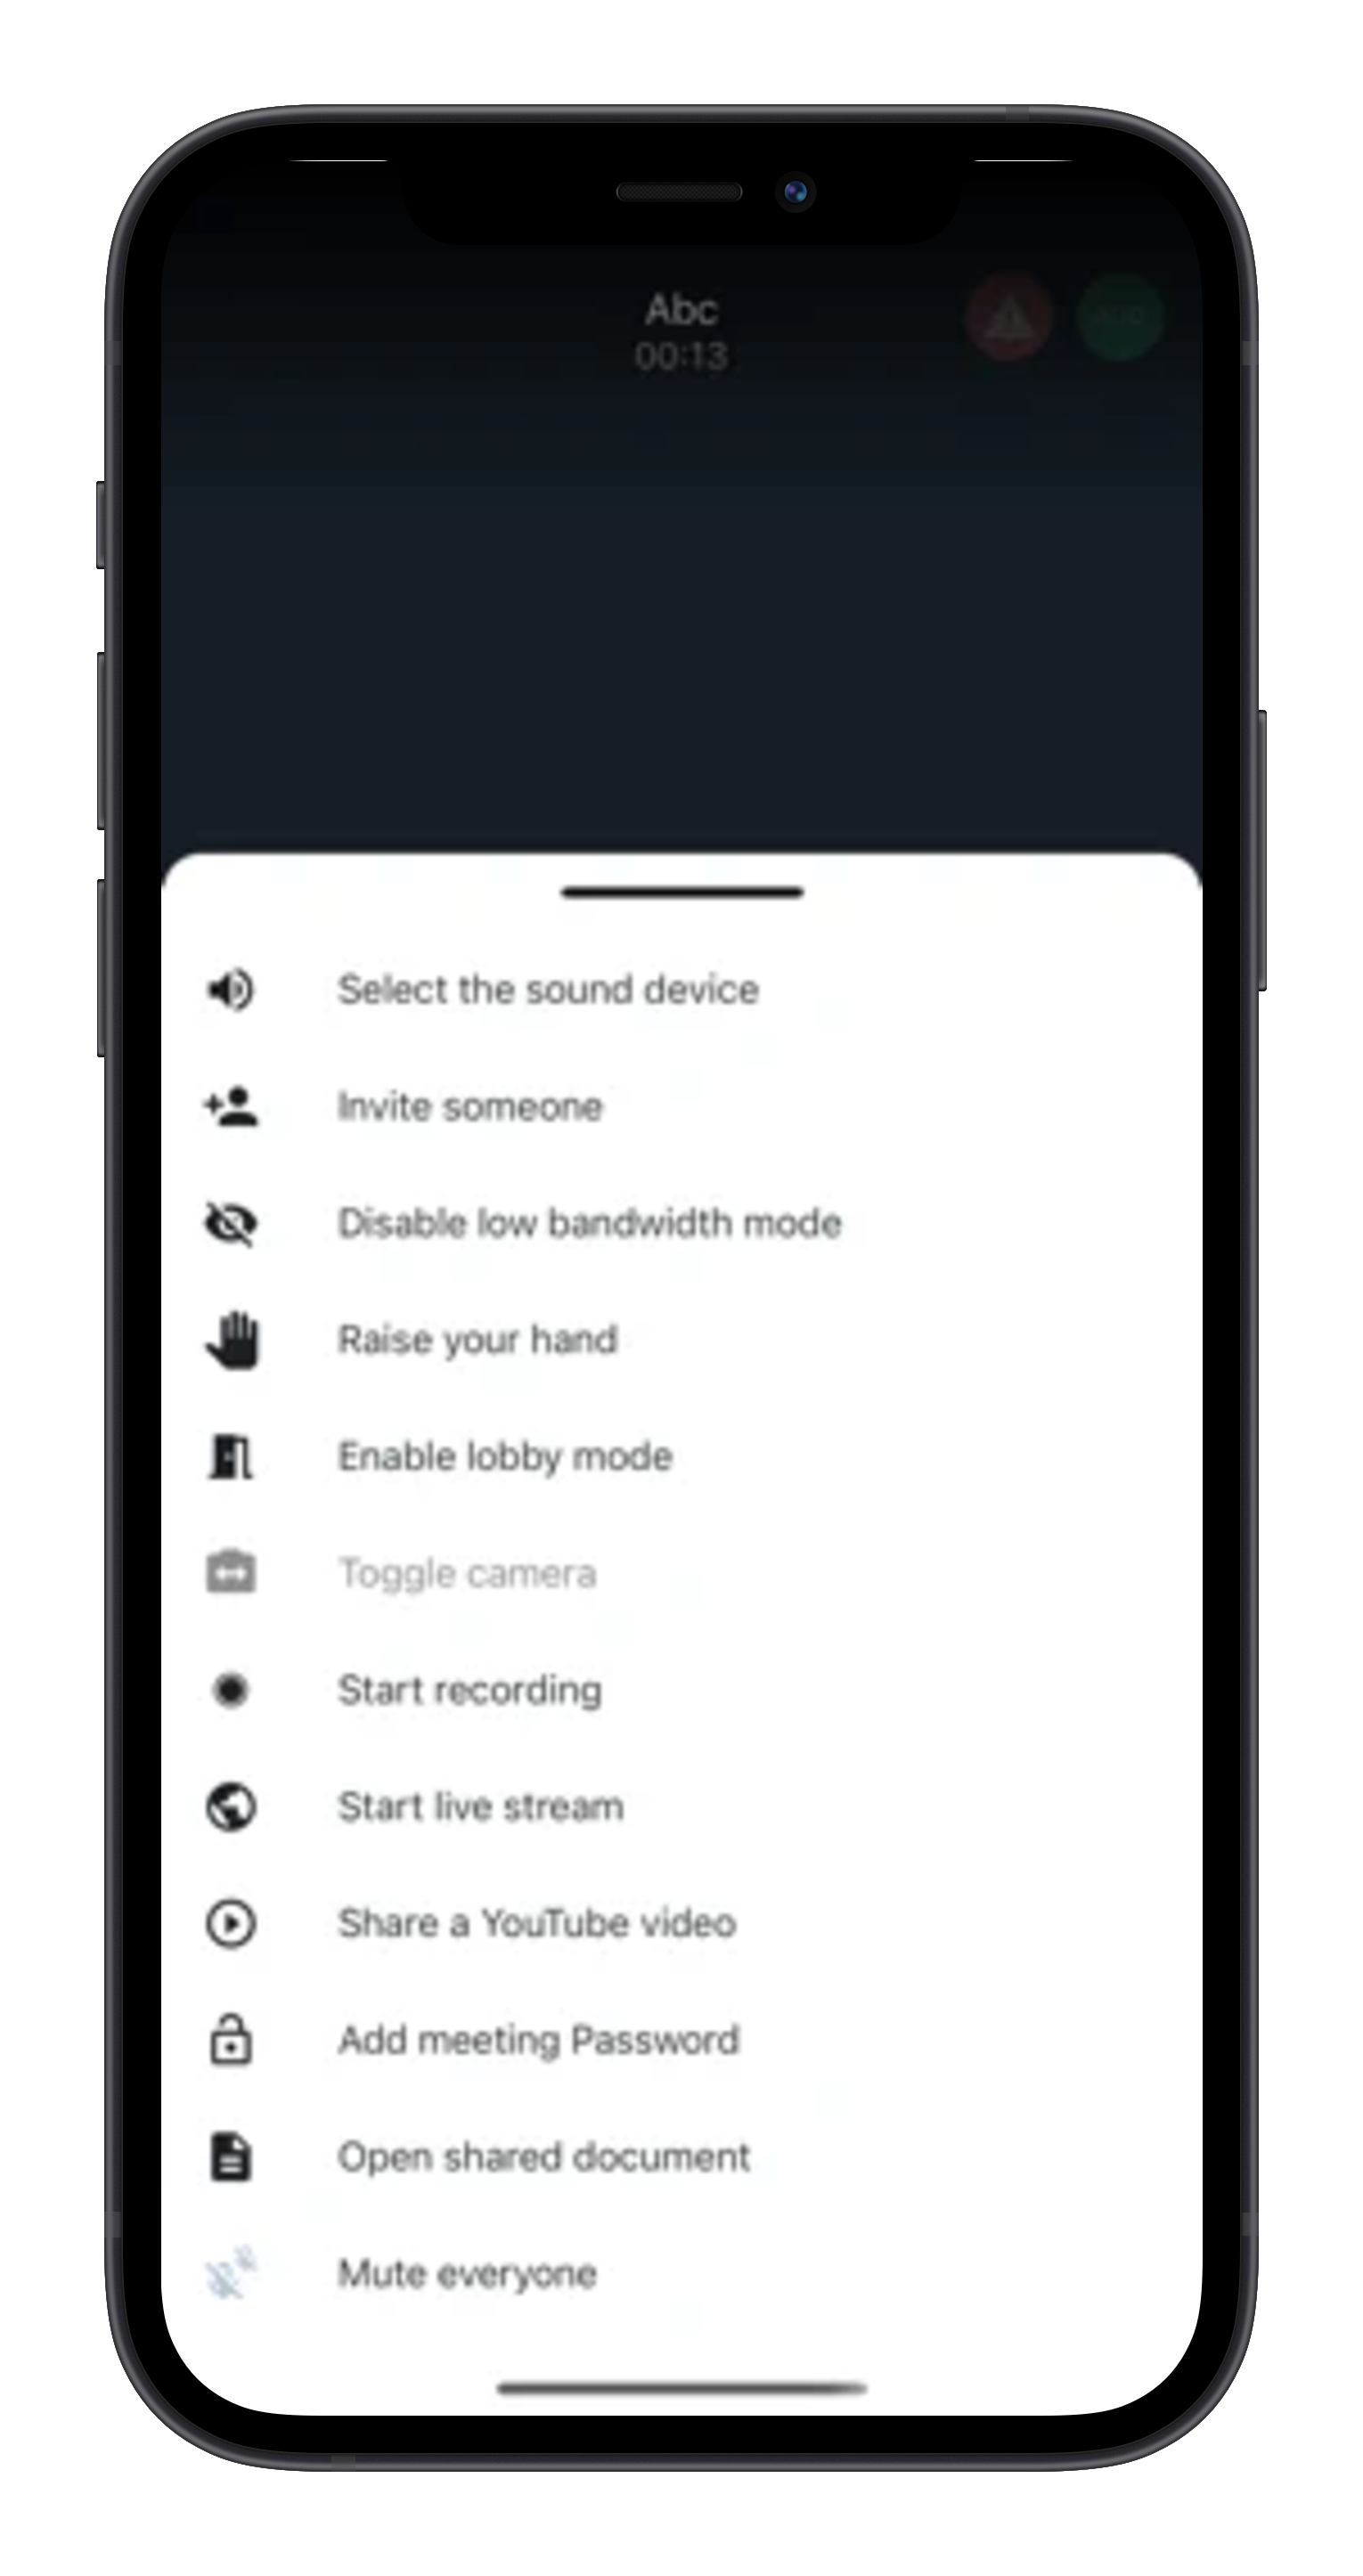 Abc
00:13
Select the sound device
Invite someone
Disable low bandwidth mode
Raise your hand
Enable lobby mode
Toggle camera
Start recording
Start live stream
Share a YouTube video
Add meeting Password
Open shared document
Mute everyone